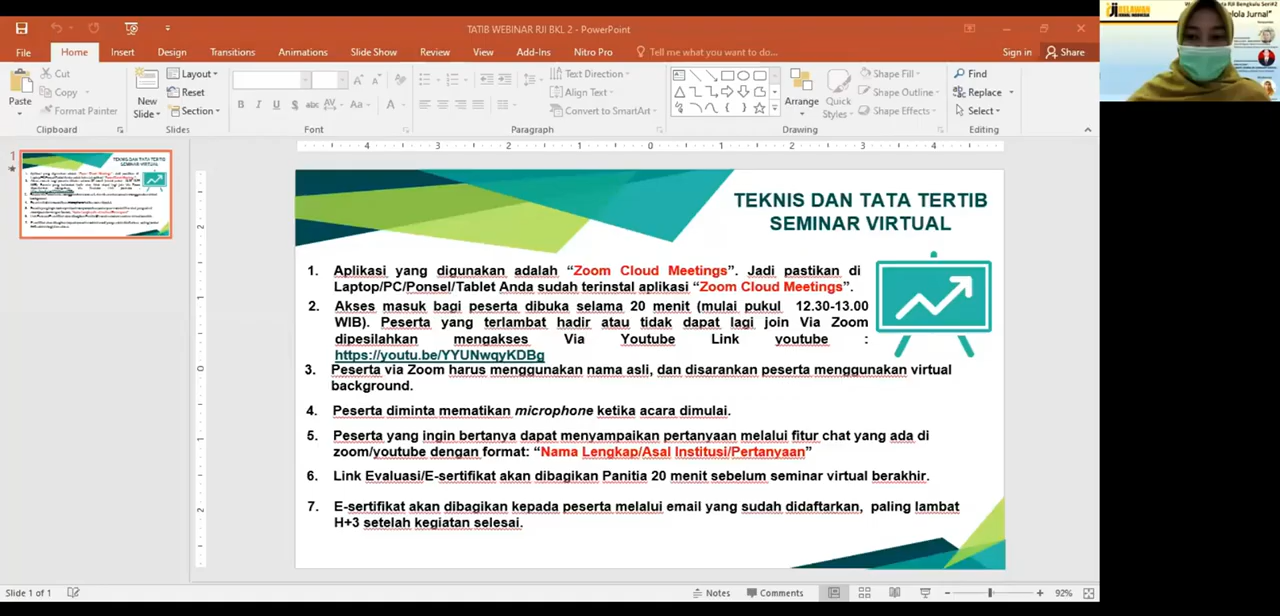 TATIB WEBINAR RJI BKL 2 - PowerPoint
File Home Insert Design Transitions Animations Slide Show Review View Add-Ins Nitro Pro Tell me what you want to do... Sign in Share
Paste
Cut
Copy
Format Painter
Clipboard
New Slide
Layout
Reset
Section
Slides
Font
Text Direction
Align Text
Convert to SmartArt
Paragraph
Arrange
Quick Styles
Shape Fill
Shape Outline
Shape Effects
Drawing
Find
Replace
Select
Editing
1
TEKNIS DAN TATA TERTIB
SEMINAR VIRTUAL
1. Aplikasi yang digunakan adalah “Zoom Cloud Meetings”. Jadi pastikan di
Laptop/PC/Ponsel/Tablet Anda sudah terinstal aplikasi “Zoom Cloud Meetings”.
2. Akses masuk bagi peserta dibuka selama 20 menit (mulai pukul 12.30-13.00
WIB). Peserta yang terlambat hadir atau tidak dapat lagi join Via Zoom
dipesilahkan mengakses Via Youtube Link youtube :
https://youtu.be/YYUNwqyKDBg
3. Peserta via Zoom harus menggunakan nama asli, dan disarankan peserta menggunakan virtual
background.
4. Peserta diminta mematikan microphone ketika acara dimulai.
5. Peserta yang ingin bertanya dapat menyampaikan pertanyaan melalui fitur chat yang ada di
zoom/youtube dengan format: “Nama Lengkap/Asal Institusi/Pertanyaan”
6. Link Evaluasi/E-sertifikat akan dibagikan Panitia 20 menit sebelum seminar virtual berakhir.
7. E-sertifikat akan dibagikan kepada peserta melalui email yang sudah didaftarkan, paling lambat
H+3 setelah kegiatan selesai.
Slide 1 of 1 Notes Comments 92%